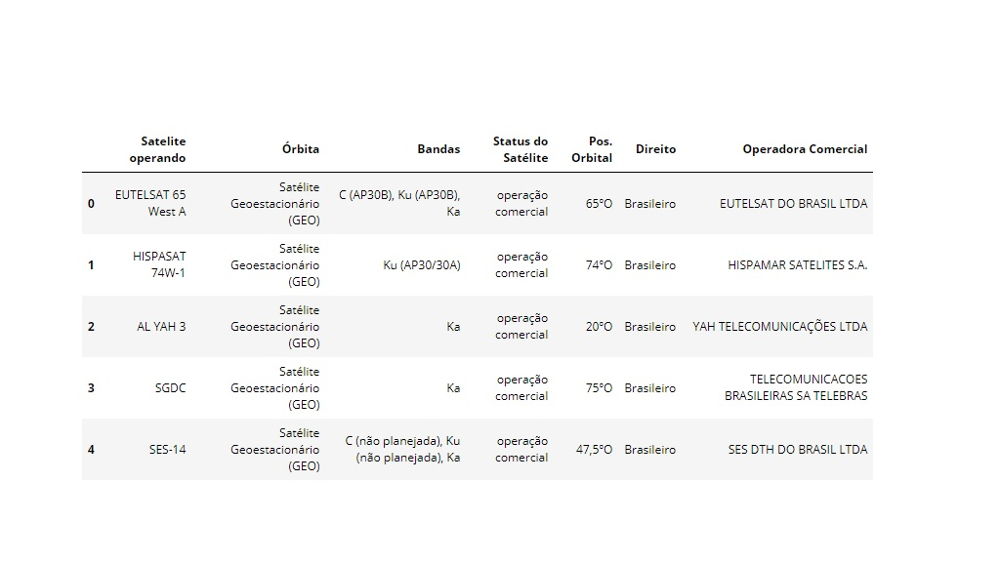 Satelite operando Órbita Bandas Status do Satélite Pos. Orbital Direito Operadora Comercial
0 EUTELSAT 65 West A Satélite Geoestacionário (GEO) C (AP30B), Ku (AP30B), Ka operação comercial 65°O Brasileiro EUTELSAT DO BRASIL LTDA
1 HISPASAT 74W-1 Satélite Geoestacionário (GEO) Ku (AP30/30A) operação comercial 74°O Brasileiro HISPAMAR SATELITES S.A.
2 AL YAH 3 Satélite Geoestacionário (GEO) Ka operação comercial 20°O Brasileiro YAH TELECOMUNICAÇÕES LTDA
3 SGDC Satélite Geoestacionário (GEO) Ka operação comercial 75°O Brasileiro TELECOMUNICACOES BRASILEIRAS SA TELEBRAS
4 SES-14 Satélite Geoestacionário (GEO) C (não planejada), Ku (não planejada), Ka operação comercial 47,5°O Brasileiro SES DTH DO BRASIL LTDA